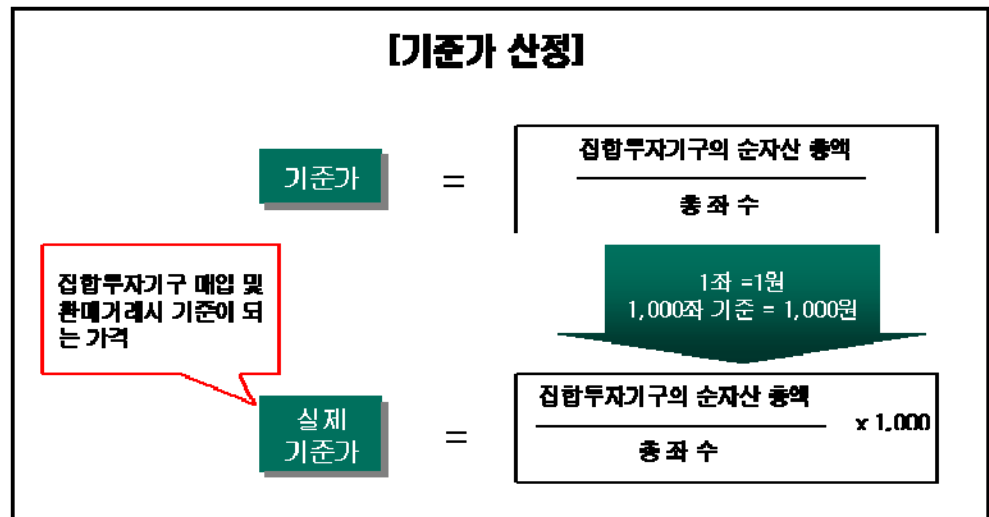 [기준가 산정]
기준가
=
집합투자기구의 순자산 총액
총 좌 수
집합투자기구 매입 및
환매거래시 기준이 되
는 가격
1좌 =1원
1,000좌 기준 = 1,000원
실제
기준가
=
집합투자기구의 순자산 총액
총 좌 수
x 1,000